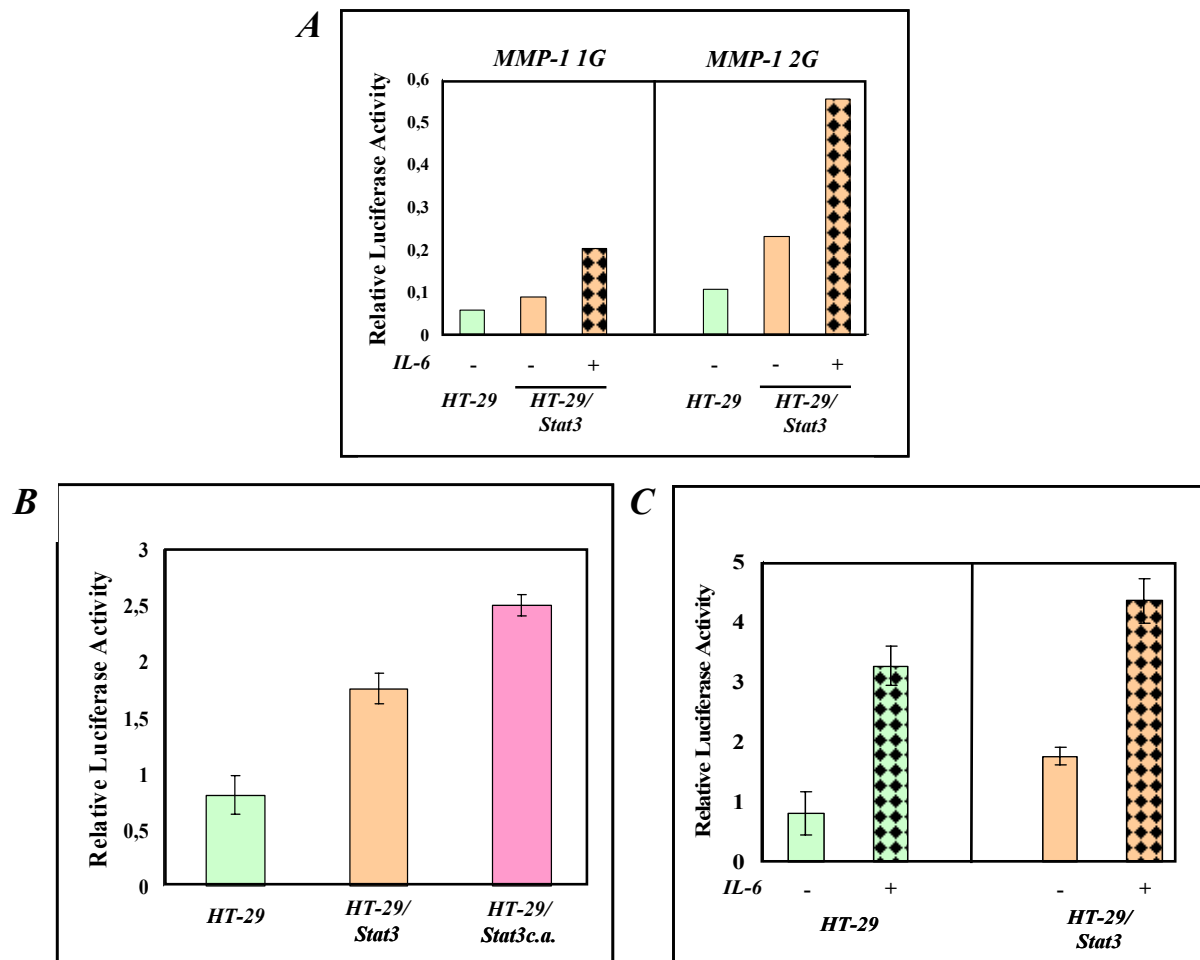 A
MMP-1 1G MMP-1 2G
Relative Luciferase Activity
0,6
0,5
0,4
0,3
0,2
0,1
0
IL-6 - - + - - +
HT-29 HT-29/ HT-29 HT-29/
Stat3 Stat3
B
Relative Luciferase Activity
3
2,5
2
1,5
1
0,5
0
HT-29 HT-29/ HT-29/
Stat3 Stat3c.a.
C
Relative Luciferase Activity
5
4
3
2
1
0
IL-6 - + - +
HT-29 HT-29/
Stat3